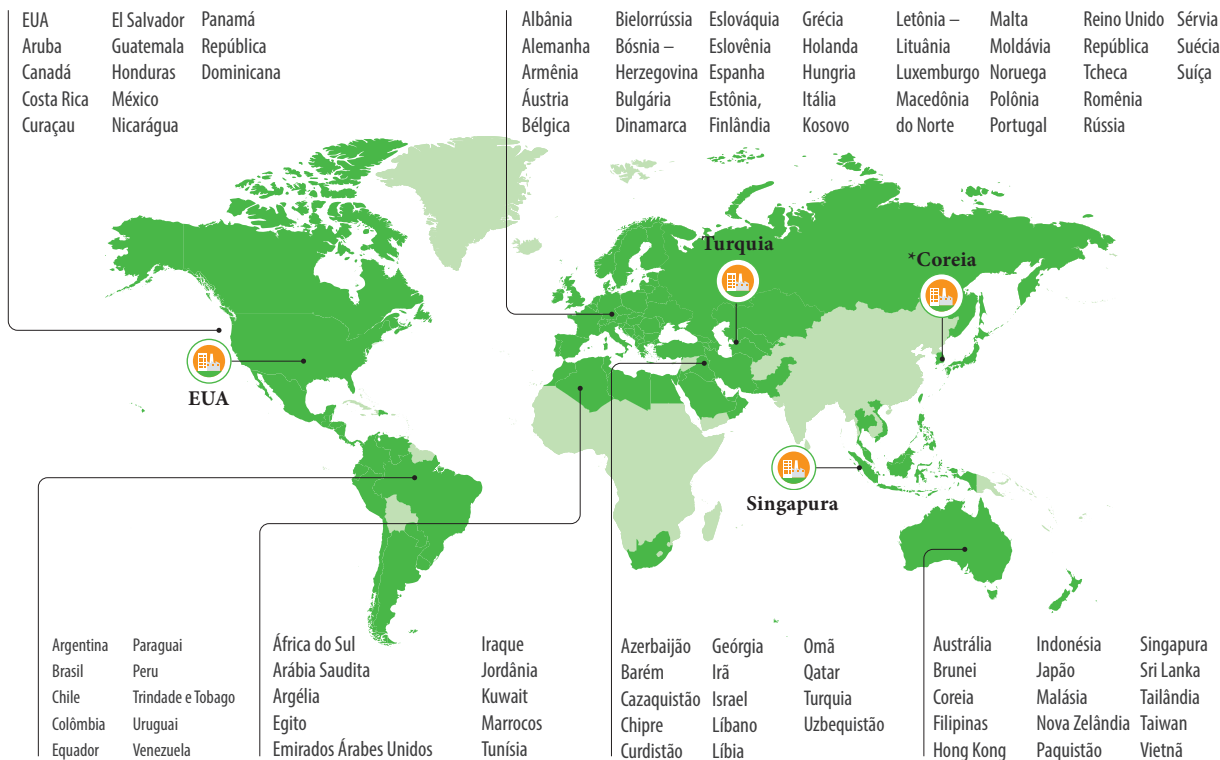 EUA
Aruba
Canadá
Costa Rica
Curaçau
El Salvador
Guatemala
Honduras
México
Nicarágua
Panamá
República
Dominicana
Albânia
Alemanha
Armênia
Áustria
Bélgica
Bielorrússia
Bósnia –
Herzegovina
Bulgária
Dinamarca
Eslováquia
Eslovênia
Espanha
Estônia,
Finlândia
Grécia
Holanda
Hungria
Itália
Kosovo
Letônia –
Lituânia
Luxemburgo
Macedônia
do Norte
Malta
Moldávia
Noruega
Polônia
Portugal
Reino Unido
República
Tcheca
Romênia
Rússia
Sérvia
Suécia
Suíça
Turquia
*Coreia
EUA
Singapura
Argentina
Brasil
Chile
Colômbia
Equador
Paraguai
Peru
Trindade e Tobago
Uruguai
Venezuela
África do Sul
Arábia Saudita
Argélia
Egito
Emirados Árabes Unidos
Iraque
Jordânia
Kuwait
Marrocos
Tunísia
Azerbaijão
Barém
Cazaquistão
Chipre
Curdistão
Geórgia
Irã
Israel
Líbano
Líbia
Omã
Qatar
Turquia
Uzbequistão
Austrália
Brunei
Coreia
Filipinas
Hong Kong
Indonésia
Japão
Malásia
Nova Zelândia
Paquistão
Singapura
Sri Lanka
Tailândia
Taiwan
Vietnã